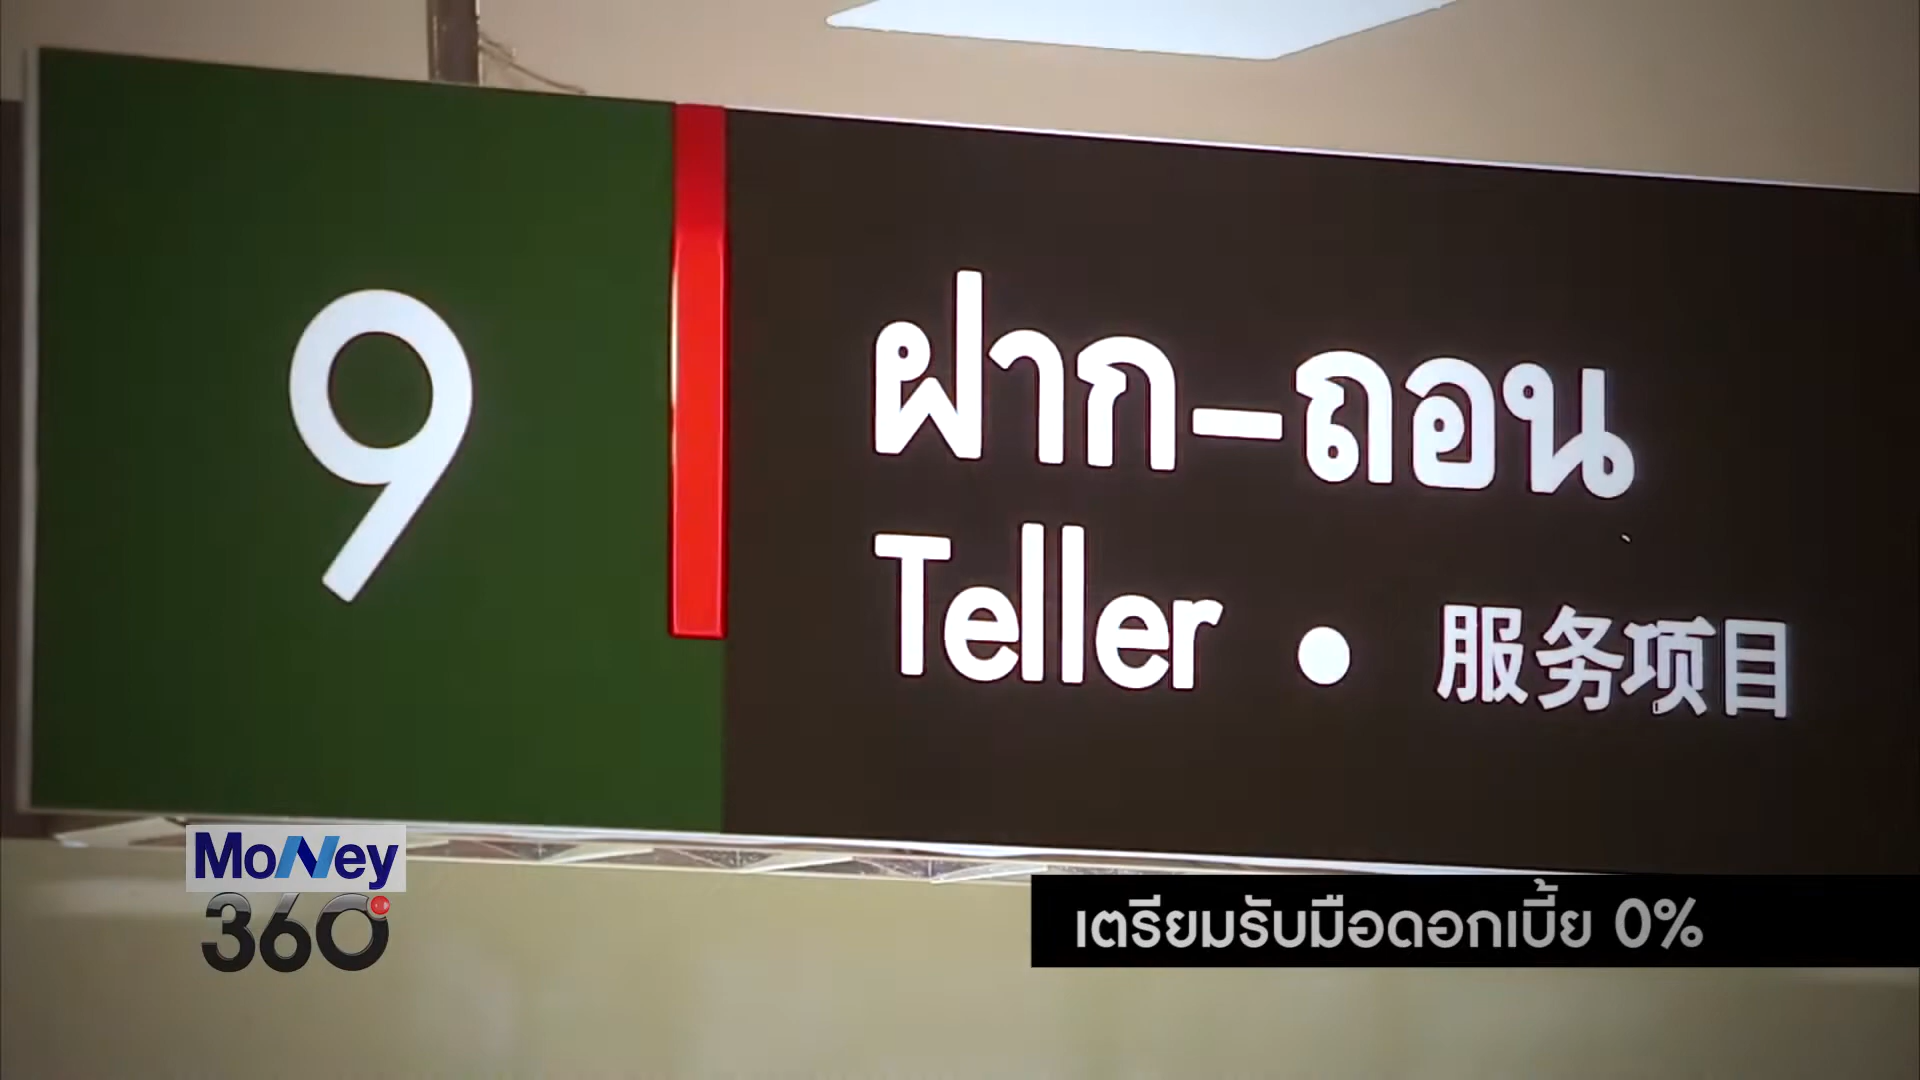 9
ฝาก-ถอน
Teller • 服务项目
Money
360°
เตรียมรับมือดอกเบี้ย 0%